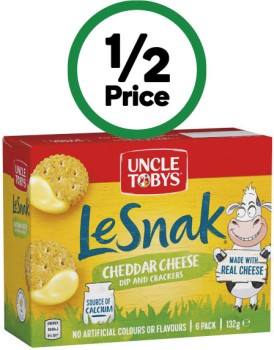 1/2
Price
UNCLE
TOBYS
LeSnak
CHEDDAR CHEESE
DIP AND CRACKERS
MADE WITH
REAL CHEESE
SOURCE OF
CALCIUM
NO ARTIFICIAL COLOURS OR FLAVOURS 6 PACK 132g